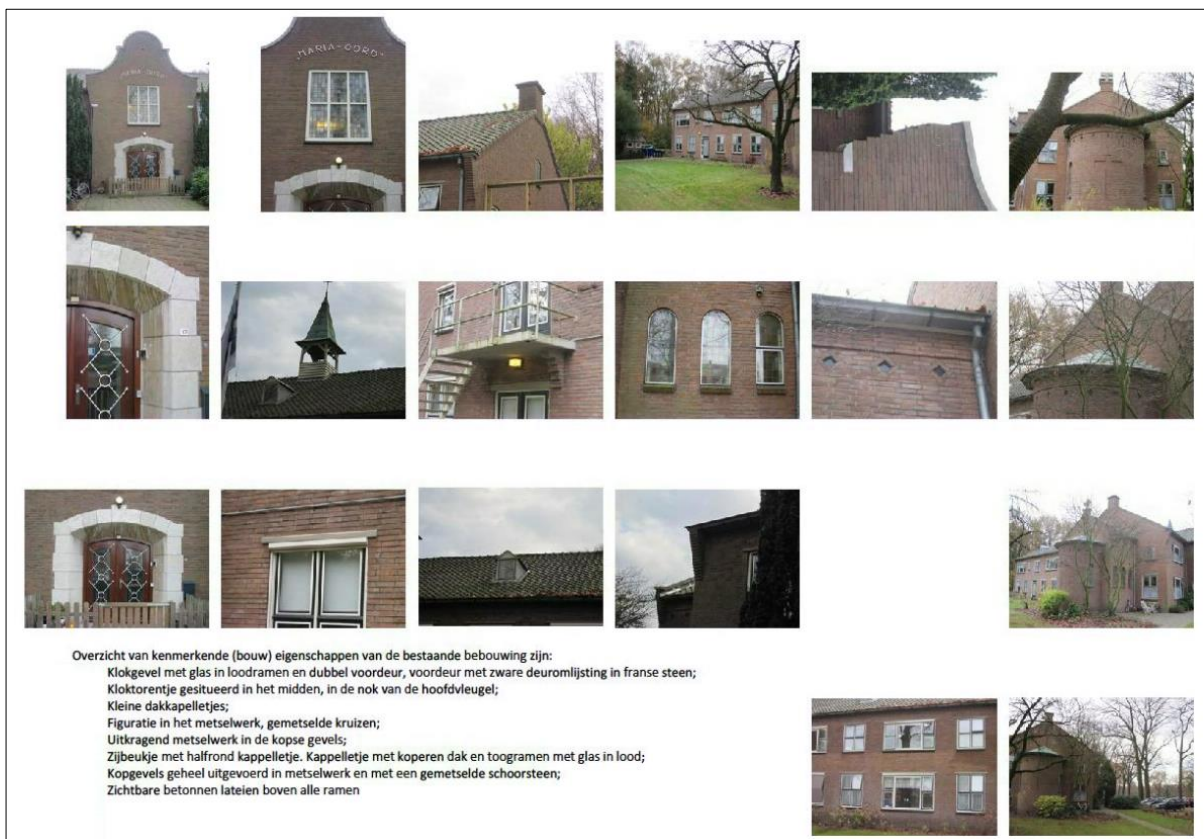 MARIA-OORD
„MARIA-OORD"
Overzicht van kenmerkende (bouw) eigenschappen van de bestaande bebouwing zijn:
Klokgevel met glas in loodramen en dubbel voordeur, voordeur met zware deuromlijsting in franse steen;
Kloktorentje gesitueerd in het midden, in de nok van de hoofdvleugel;
Kleine dakkapelletjes;
Figuratie in het metselwerk, gemetselde kruizen;
Uitkragend metselwerk in de kopse gevels;
Zijbeukje met halfrond kappelletje. Kappelletje met koperen dak en toogramen met glas in lood;
Kopgevels geheel uitgevoerd in metselwerk en met een gemetselde schoorsteen;
Zichtbare betonnen lateien boven alle ramen